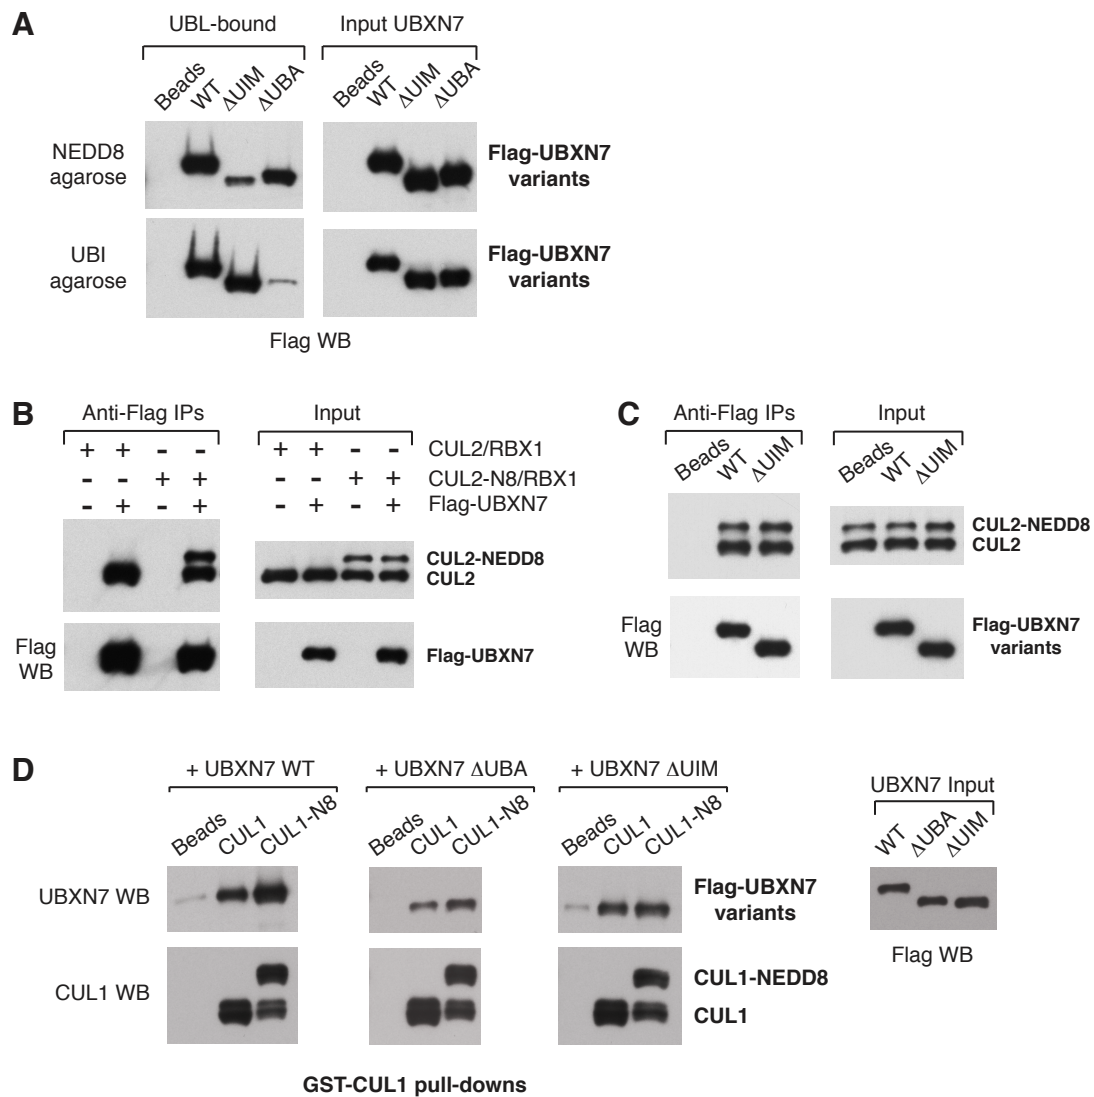 A
UBL-bound
Input UBXN7
Beads WT ΔUIM ΔUBA
Beads WT ΔUIM ΔUBA
NEDD8
agarose
Flag-UBXN7
variants
UBI
agarose
Flag-UBXN7
variants
Flag WB
B
Anti-Flag IPs
Input
+ + - - + + - - CUL2/RBX1
- - + + - - + + CUL2-N8/RBX1
- + - + - + - + Flag-UBXN7
CUL2-NEDD8
CUL2
Flag
WB
Flag-UBXN7
C
Anti-Flag IPs
Input
Beads WT ΔUIM
Beads WT ΔUIM
CUL2-NEDD8
CUL2
Flag
WB
Flag-UBXN7
variants
D
+ UBXN7 WT
+ UBXN7 ΔUBA
+ UBXN7 ΔUIM
UBXN7 Input
Beads CUL1 CUL1-N8
Beads CUL1 CUL1-N8
Beads CUL1 CUL1-N8
WT ΔUBA ΔUIM
UBXN7 WB
Flag-UBXN7
variants
Flag WB
CUL1 WB
CUL1-NEDD8
CUL1
GST-CUL1 pull-downs